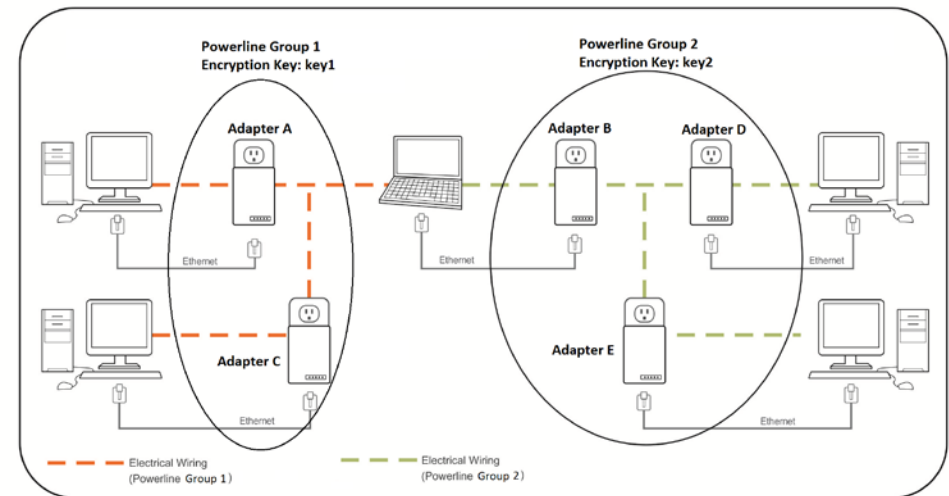 Powerline Group 1
Encryption Key: key1
Powerline Group 2
Encryption Key: key2
Adapter A
Adapter B
Adapter D
Ethernet
Ethernet
Ethernet
Adapter C
Adapter E
Ethernet
Ethernet
Electrical Wiring
(Powerline Group 1)
Electrical Wiring
(Powerline Group 2)